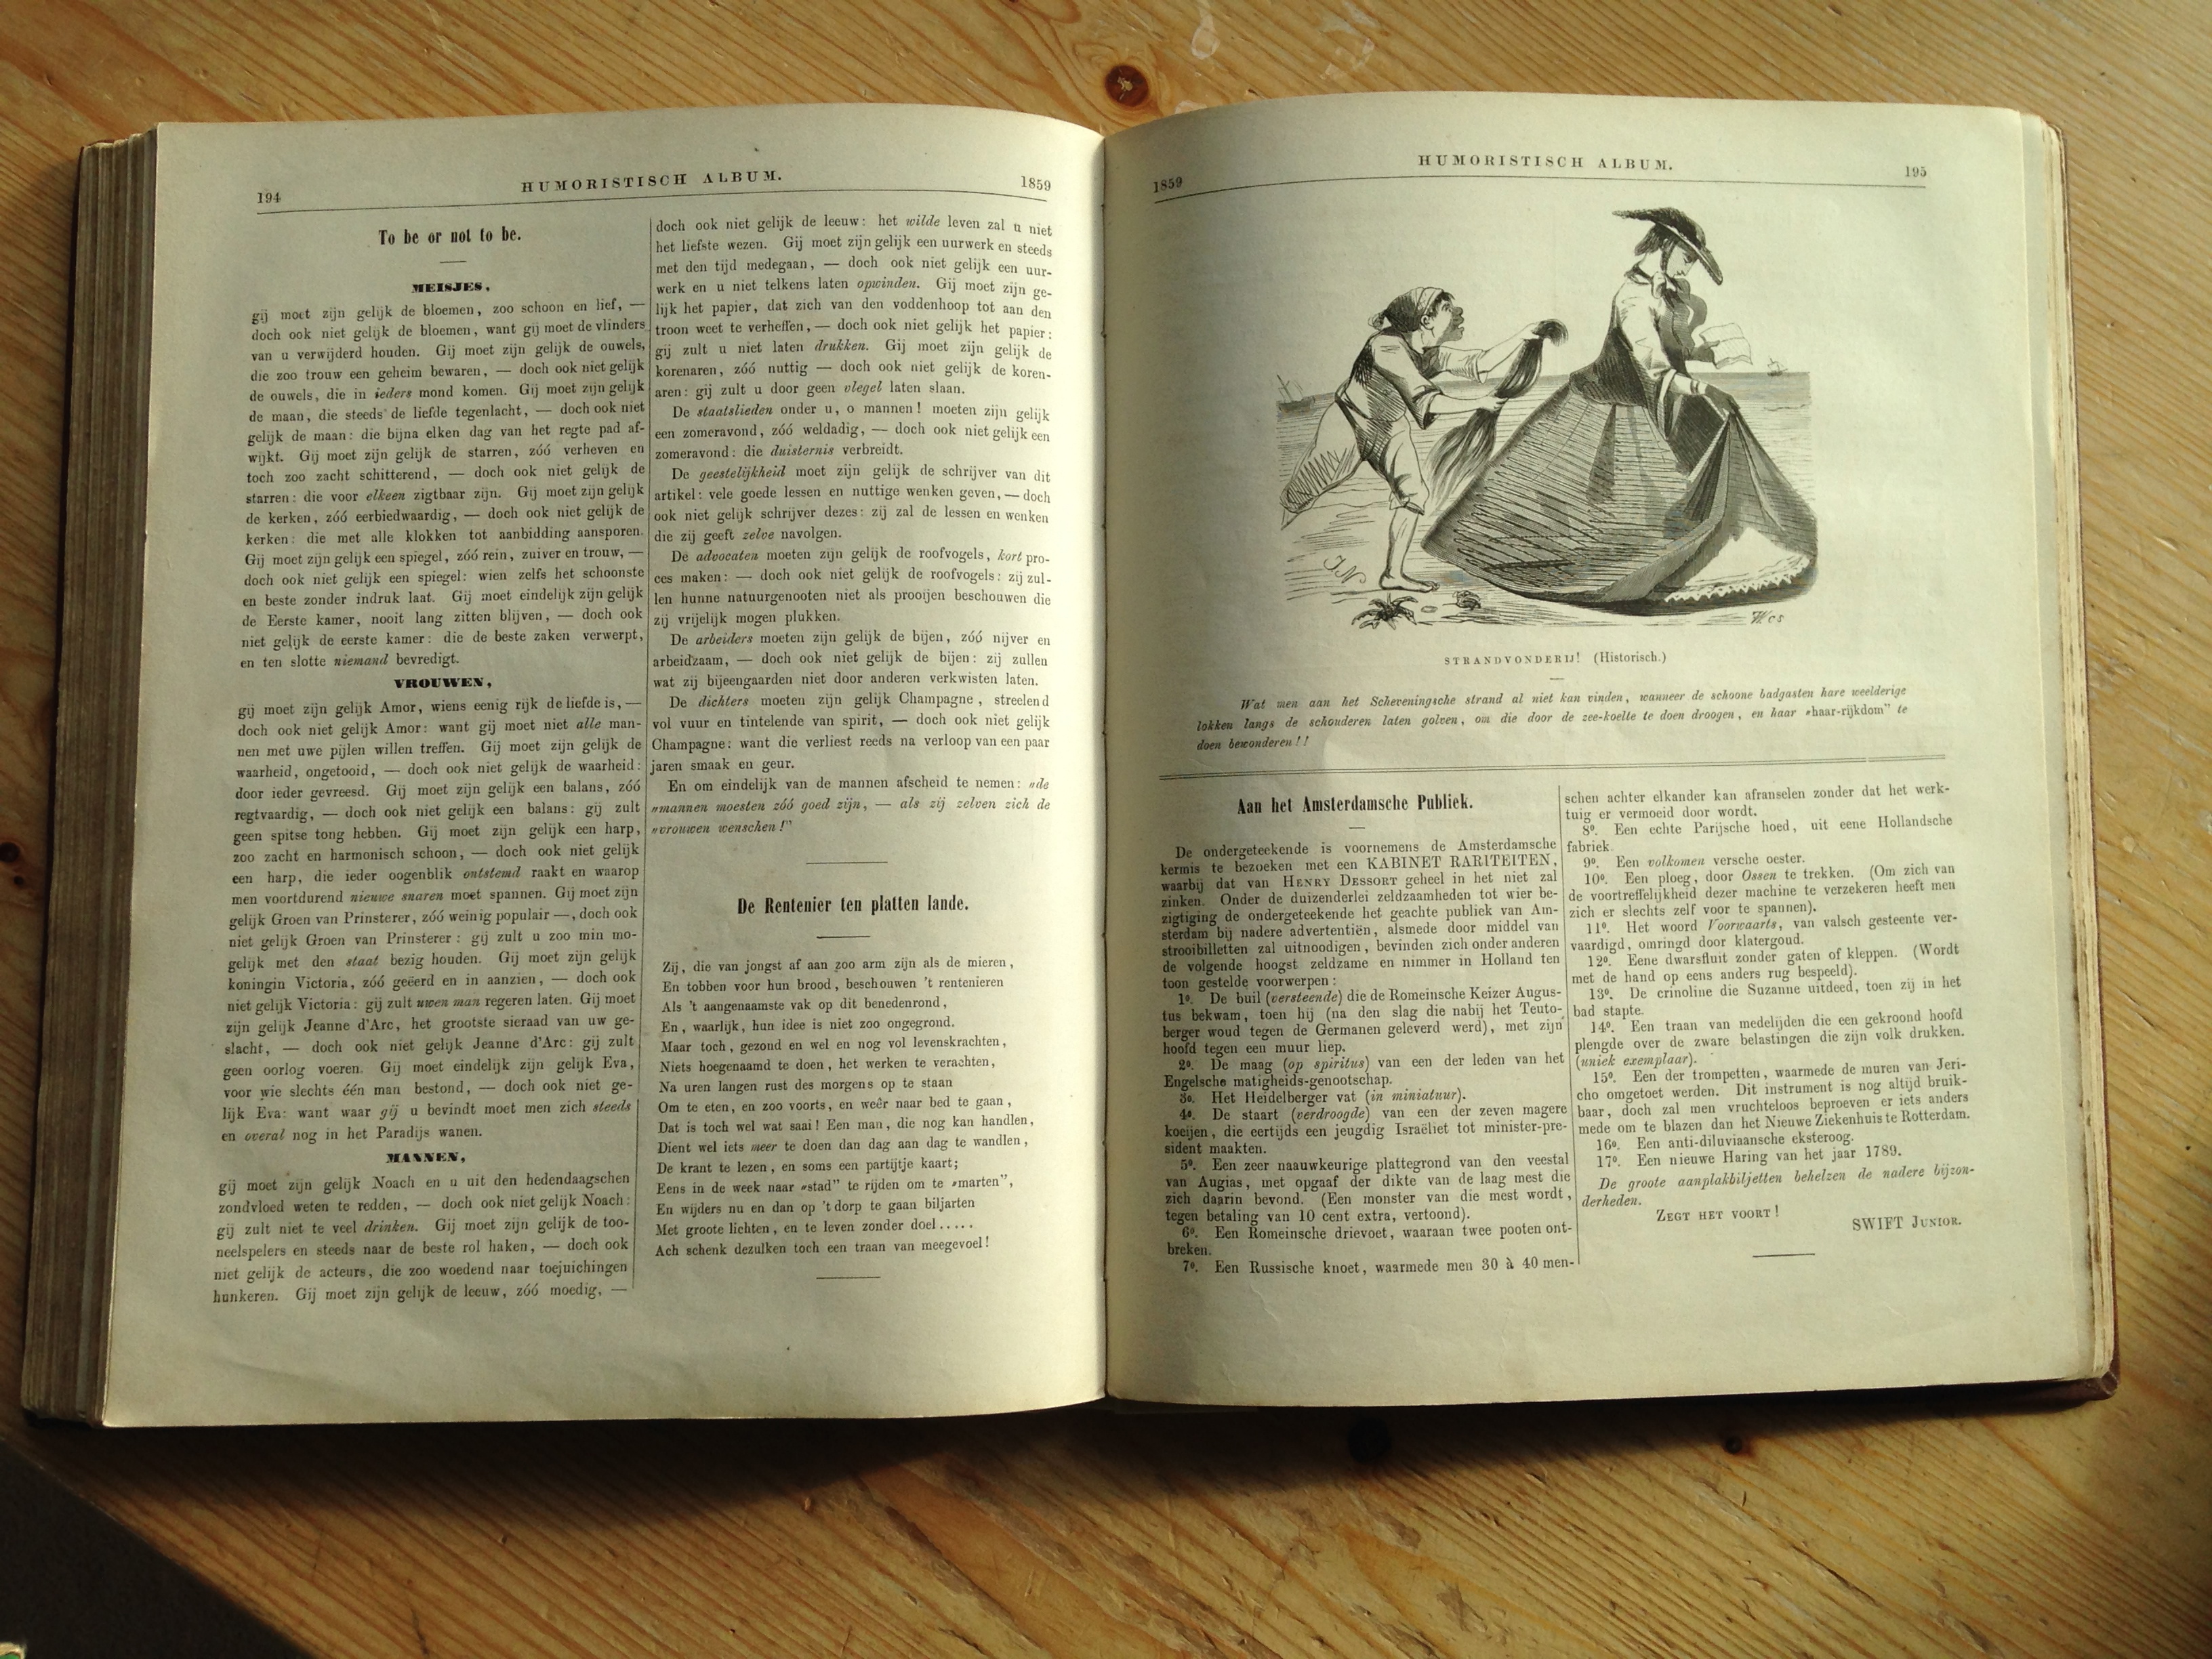 194
HUMORISTISCH ALBUM.
1859
To be or not to be.
MEISJES,
gij moet zijn gelijk de bloemen, zoo schoon en lief, —
doch ook niet gelijk de bloemen, want gij moet de vlinders
van u verwijderd houden. Gij moet zijn gelijk de ouwels,
die zoo trouw een geheim bewaren, — doch ook niet gelijk
de ouwels, die in ieders mond komen. Gij moet zijn gelijk
de maan, die steeds de liefde tegenlacht, — doch ook niet
gelijk de maan: die bijna elken dag van het regte pad af-
wijkt. Gij moet zijn gelijk de starren, zóó verheven en
toch zoo zacht schitterend, — doch ook niet gelijk de
starren: die voor elkeen zigtbaar zijn. Gij moet zijn gelijk
de kerken, zóó eerbiedwaardig, — doch ook niet gelijk de
kerken: die met alle klokken tot aanbidding aansporen.
Gij moet zijn gelijk een spiegel, zóó rein, zuiver en trouw, —
doch ook niet gelijk een spiegel: wien zelfs het schoonste
en beste zonder indruk laat. Gij moet eindelijk zijn gelijk
de Eerste kamer, nooit lang zitten blijven, — doch ook
niet gelijk de eerste kamer: die de beste zaken verwerpt,
en ten slotte niemand bevredigt.
VROUWEN,
gij moet zijn gelijk Amor, wiens eenig rijk de liefde is, —
doch ook niet gelijk Amor: want gij moet niet alle man-
nen met uwe pijlen willen treffen. Gij moet zijn gelijk de
waarheid, ongetooid, — doch ook niet gelijk de waarheid:
door ieder gevreesd. Gij moet zijn gelijk een balans, zóó
regtvaardig, — doch ook niet gelijk een balans: gij zult
geen spitse tong hebben. Gij moet zijn gelijk een harp,
zoo zacht en harmonisch schoon, — doch ook niet gelijk
een harp, die ieder oogenblik ontstemd raakt en waarop
men voortdurend nieuwe snaren moet spannen. Gij moet zijn
gelijk Groen van Prinsterer, zóó weinig populair —, doch ook
niet gelijk Groen van Prinsterer: gij zult u zoo min mo-
gelijk met den staat bezig houden. Gij moet zijn gelijk
koningin Victoria, zóó geëerd en in aanzien, — doch ook
niet gelijk Victoria: gij zult uwen man regeren laten. Gij moet
zijn gelijk Jeanne d'Arc, het grootste sieraad van uw ge-
slacht, — doch ook niet gelijk Jeanne d'Arc: gij zult
geen oorlog voeren. Gij moet eindelijk zijn gelijk Eva,
voor wie slechts één man bestond, — doch ook niet ge-
lijk Eva: want waar gij u bevindt moet men zich steeds
en overal nog in het Paradijs wanen.
MANNEN,
gij moet zijn gelijk Noach en u uit den hedendaagschen
zondvloed weten te redden, — doch ook niet gelijk Noach:
gij zult niet te veel drinken. Gij moet zijn gelijk de too-
neelspelers en steeds naar de beste rol haken, — doch ook
niet gelijk de acteurs, die zoo woedend naar toejuichingen
hunkeren. Gij moet zijn gelijk de leeuw, zóó moedig, —
doch ook niet gelijk de leeuw: het wilde leven zal u niet
het liefste wezen. Gij moet zijn gelijk een uurwerk en steeds
met den tijd medegaan, — doch ook niet gelijk een uur-
werk en u niet telkens laten opwinden. Gij moet zijn ge-
lijk het papier, dat zich van den voddenhoop tot aan den
troon weet te verheffen, — doch ook niet gelijk het papier:
gij zult u niet laten drukken. Gij moet zijn gelijk de
korenaren, zóó nuttig — doch ook niet gelijk de koren-
aren: gij zult u door geen vlegel laten slaan.
De staatslieden onder u, o mannen! moeten zijn gelijk
een zomeravond, zóó weldadig, — doch ook niet gelijk een
zomeravond: die duisternis verbreidt.
De geestelijkheid moet zijn gelijk de schrijver van dit
artikel: vele goede lessen en nuttige wenken geven, — doch
ook niet gelijk schrijver dezes: zij zal de lessen en wenken
die zij geeft zelve navolgen.
De advocaten moeten zijn gelijk de roofvogels, kort pro-
ces maken: — doch ook niet gelijk de roofvogels: zij zul-
len hunne natuurgenooten niet als prooijen beschouwen die
zij vrijelijk mogen plukken.
De arbeiders moeten zijn gelijk de bijen, zóó nijver en
arbeidzaam, — doch ook niet gelijk de bijen: zij zullen
wat zij bijeengaarden niet door anderen verkwisten laten.
De dichters moeten zijn gelijk Champagne, streelend
vol vuur en tintelende van spirit, — doch ook niet gelijk
Champagne: want die verliest reeds na verloop van een paar
jaren smaak en geur.
En om eindelijk van de mannen afscheid te nemen: „de
„mannen moesten zóó goed zijn, — als zij zelven zich de
„vrouwen wenschen!"
De Rentenier ten platten lande.
Zij, die van jongst af aan zoo arm zijn als de mieren,
En tobben voor hun brood, beschouwen 't rentenieren
Als 't aangenaamste vak op dit benedenrond,
En, waarlijk, hun idee is niet zoo ongegrond.
Maar toch, gezond en wel en nog vol levenskrachten,
Niets hoegenaamd te doen, het werken te verachten,
Na uren langen rust des morgens op te staan
Om te eten, en zoo voorts, en weêr naar bed te gaan,
Dat is toch wel wat saai! Een man, die nog kan handlen,
Dient wel iets meer te doen dan dag aan dag te wandlen,
De krant te lezen, en soms een partijtje kaart;
Eens in de week naar „stad" te rijden om te „marten",
En wijders nu en dan op 't dorp te gaan biljarten
Met groote lichten, en te leven zonder doel.....
Ach schenk dezulken toch een traan van meegevoel!
1859
HUMORISTISCH ALBUM.
195
STRANDVONDERIJ! (Historisch.)
Wat men aan het Scheveningsche strand al niet kan vinden, wanneer de schoone badgasten hare weelderige
lokken langs de schouderen laten golven, om die door de zee-koelte te doen droogen, en haar „haar-rijkdom" te
doen bewonderen!!
Aan het Amsterdamsche Publiek.
De ondergeteekende is voornemens de Amsterdamsche
kermis te bezoeken met een KABINET RARITEITEN,
waarbij dat van HENRY DESSORT geheel in het niet zal
zinken. Onder de duizenderlei zeldzaamheden tot wier be-
zigtiging de ondergeteekende het geachte publiek van Am-
sterdam bij nadere advertentiën, alsmede door middel van
strooibilletten zal uitnoodigen, bevinden zich onder anderen
de volgende hoogst zeldzame en nimmer in Holland ten
toon gestelde voorwerpen:
1º. De buil (versteende) die de Romeinsche Keizer Augus-
tus bekwam, toen hij (na den slag die nabij het Teuto-
berger woud tegen de Germanen geleverd werd), met zijn
hoofd tegen een muur liep.
2º. De maag (op spiritus) van een der leden van het
Engelsche matigheids-genootschap.
3º. Het Heidelberger vat (in miniatuur).
4º. De staart (verdroogde) van een der zeven magere
koeijen, die eertijds een jeugdig Israëliet tot minister-pre-
sident maakten.
5º. Een zeer naauwkeurige plattegrond van den veestal
van Augias, met opgaaf der dikte van de laag mest die
zich daarin bevond. (Een monster van die mest wordt,
tegen betaling van 10 cent extra, vertoond).
6º. Een Romeinsche drievoet, waaraan twee pooten ont-
breken.
7º. Een Russische knoet, waarmede men 30 à 40 men-
schen achter elkander kan afranselen zonder dat het werk-
tuig er vermoeid door wordt.
8º. Een echte Parijsche hoed, uit eene Hollandsche
fabriek.
9º. Een volkomen versche oester.
10º. Een ploeg, door Ossen te trekken. (Om zich van
de voortreffelijkheid dezer machine te verzekeren heeft men
zich er slechts zelf voor te spannen).
11º. Het woord Voorwaarts, van valsch gesteente ver-
vaardigd, omringd door klatergoud.
12º. Eene dwarsfluit zonder gaten of kleppen. (Wordt
met de hand op eens anders rug bespeeld).
13º. De crinoline die Suzanne uitdeed, toen zij in het
bad stapte.
14º. Een traan van medelijden die een gekroond hoofd
plengde over de zware belastingen die zijn volk drukken.
(uniek exemplaar).
15º. Een der trompetten, waarmede de muren van Jeri-
cho omgetoet werden. Dit instrument is nog altijd bruik-
baar, doch zal men vruchteloos beproeven er iets anders
mede om te blazen dan het Nieuwe Ziekenhuis te Rotterdam.
16º. Een anti-diluviaansche eksteroog.
17º. Een nieuwe Haring van het jaar 1789.
De groote aanplakbiljetten behelzen de nadere bijzon-
derheden.
ZEGT HET VOORT!
SWIFT JUNIOR.